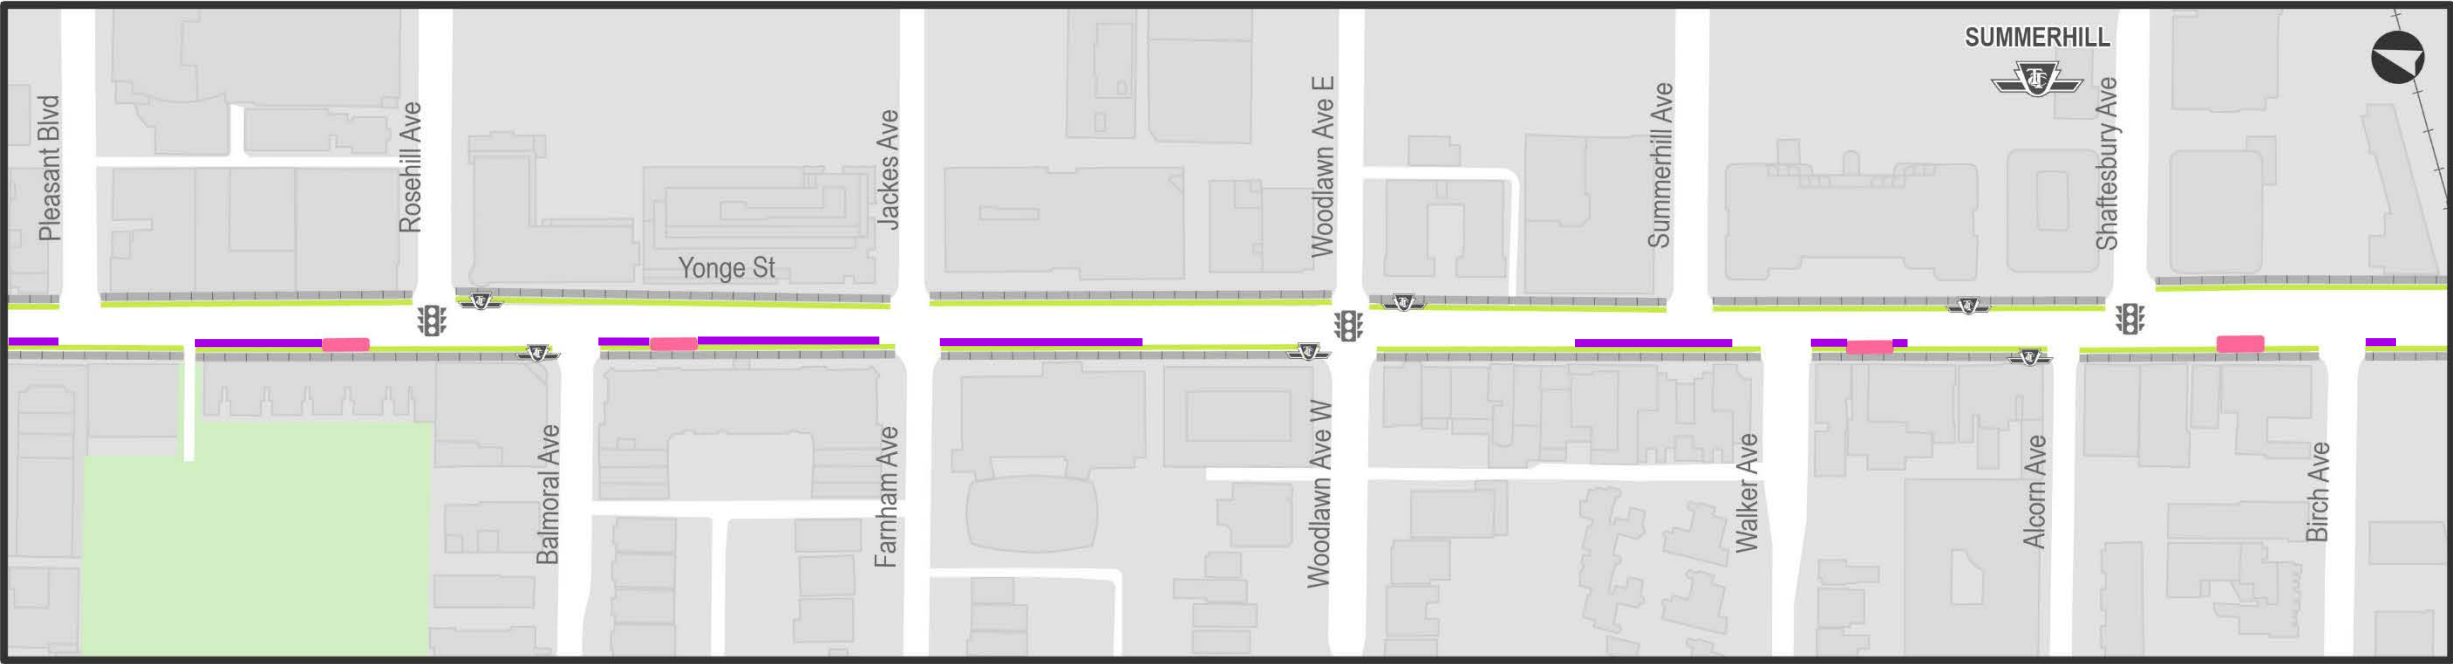 SUMMERHILL
Pleasant Blvd
Rosehill Ave
Jackes Ave
Woodlawn Ave E
Summerhill Ave
Shaftesbury Ave
Yonge St
Balmoral Ave
Farnham Ave
Woodlawn Ave W
Walker Ave
Alcorn Ave
Birch Ave